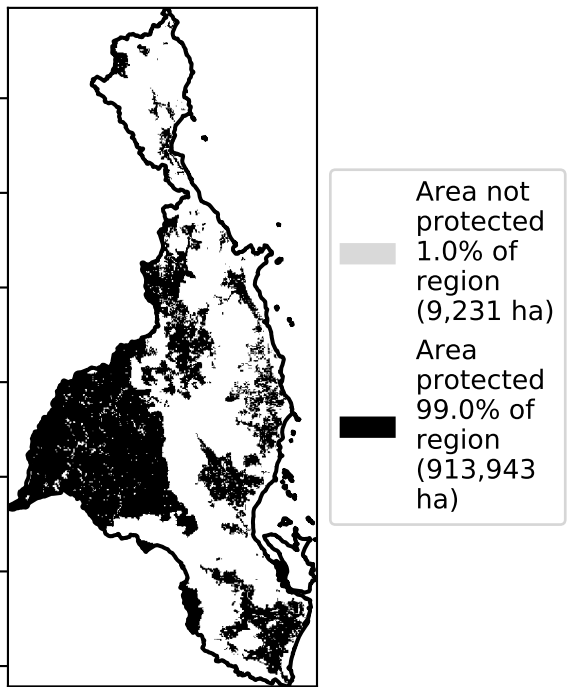 Area not
protected
1.0% of
region
(9,231 ha)
Area
protected
99.0% of
region
(913,943
ha)